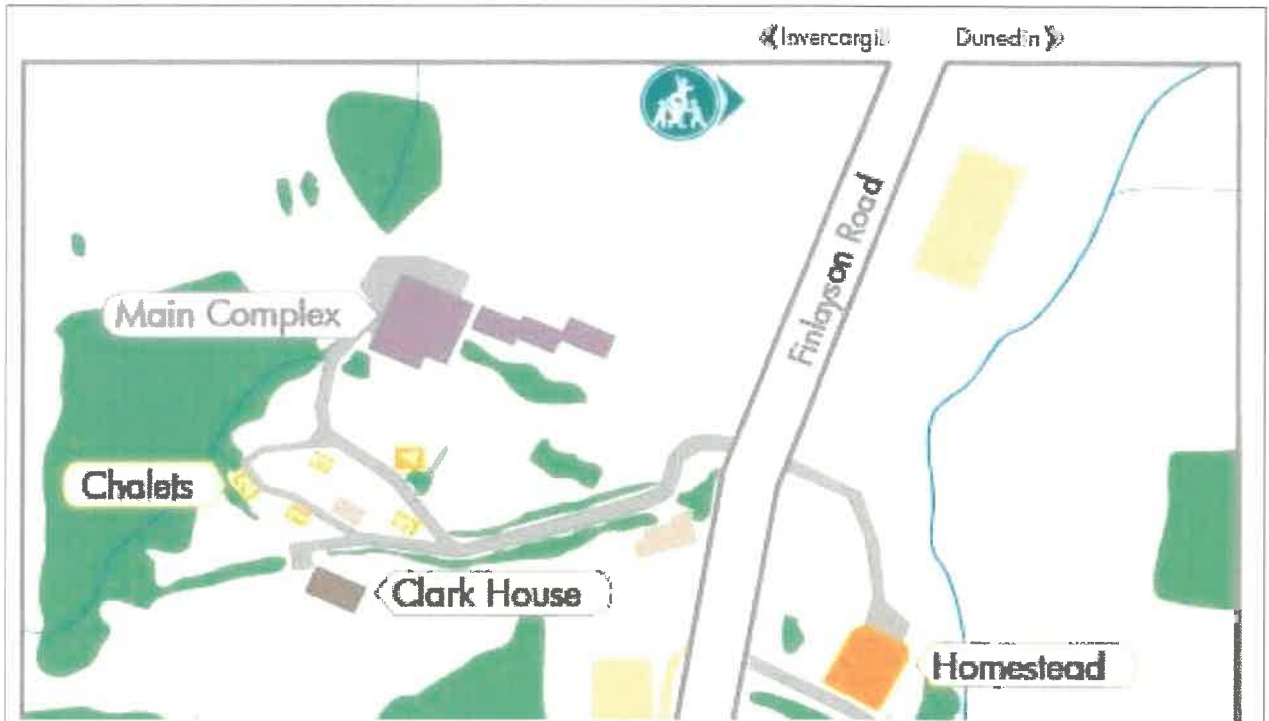 Invercargill
Dunedin
Finlayson Road
Main Complex
Chalets
Clark House
Homestead